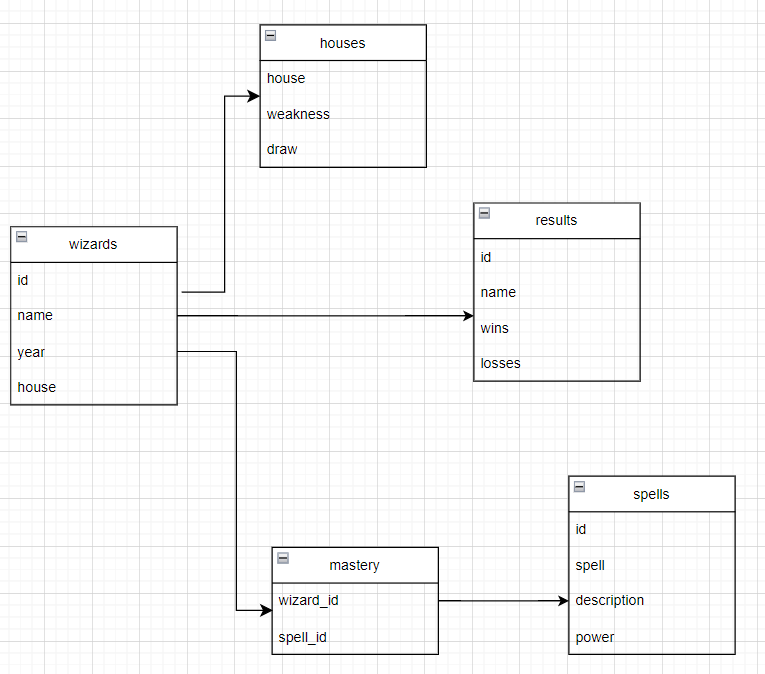 houses
house
weakness
draw
results
id
name
wins
losses
wizards
id
name
year
house
spells
id
spell
description
power
mastery
wizard_id
spell_id